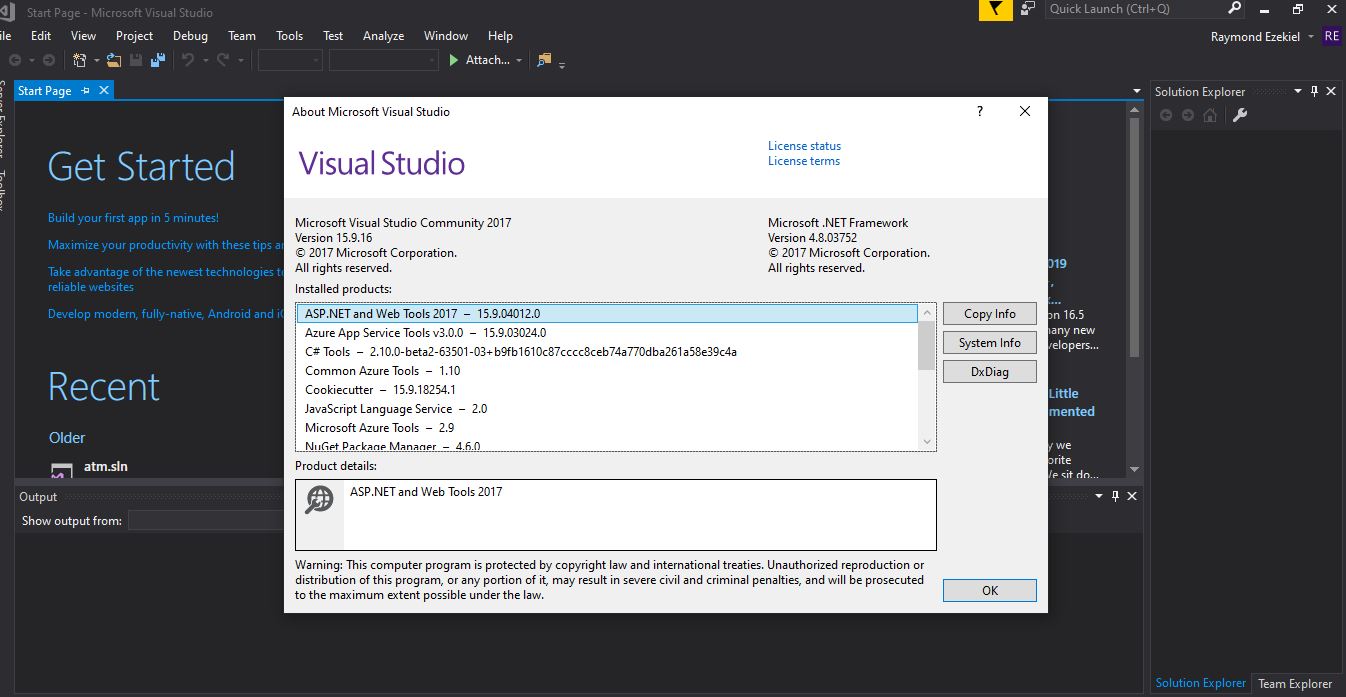 Start Page - Microsoft Visual Studio
Quick Launch (Ctrl+Q)
Edit View Project Debug Team Tools Test Analyze Window Help
Raymond Ezekiel RE
Attach...
Start Page
Solution Explorer
Server Explorer
Toolbox
Get Started
Build your first app in 5 minutes!
Maximize your productivity with these tips
Take advantage of the newest technologies
reliable websites
Develop modern, fully-native, Android and
Recent
Older
atm.sln
About Microsoft Visual Studio
?
Visual Studio
License status
License terms
Microsoft Visual Studio Community 2017
Version 15.9.16
© 2017 Microsoft Corporation.
All rights reserved.
Microsoft .NET Framework
Version 4.8.03752
© 2017 Microsoft Corporation.
All rights reserved.
Installed products:
ASP.NET and Web Tools 2017 – 15.9.04012.0
Azure App Service Tools v3.0.0 – 15.9.03024.0
C# Tools – 2.10.0-beta2-63501-03+b9fb1610c87cccc8ceb74a770dba261a58e39c4a
Common Azure Tools – 1.10
Cookiecutter – 15.9.18254.1
JavaScript Language Service – 2.0
Microsoft Azure Tools – 2.9
NuGet Package Manager – 4.6.0
Copy Info
System Info
DxDiag
Product details:
ASP.NET and Web Tools 2017
Warning: This computer program is protected by copyright law and international treaties. Unauthorized reproduction or
distribution of this program, or any portion of it, may result in severe civil and criminal penalties, and will be prosecuted
to the maximum extent possible under the law.
OK
019
on 16.5
many new
velopers...
Little
mented
y we
orite
We sit do...
Output
Show output from:
Solution Explorer Team Explorer